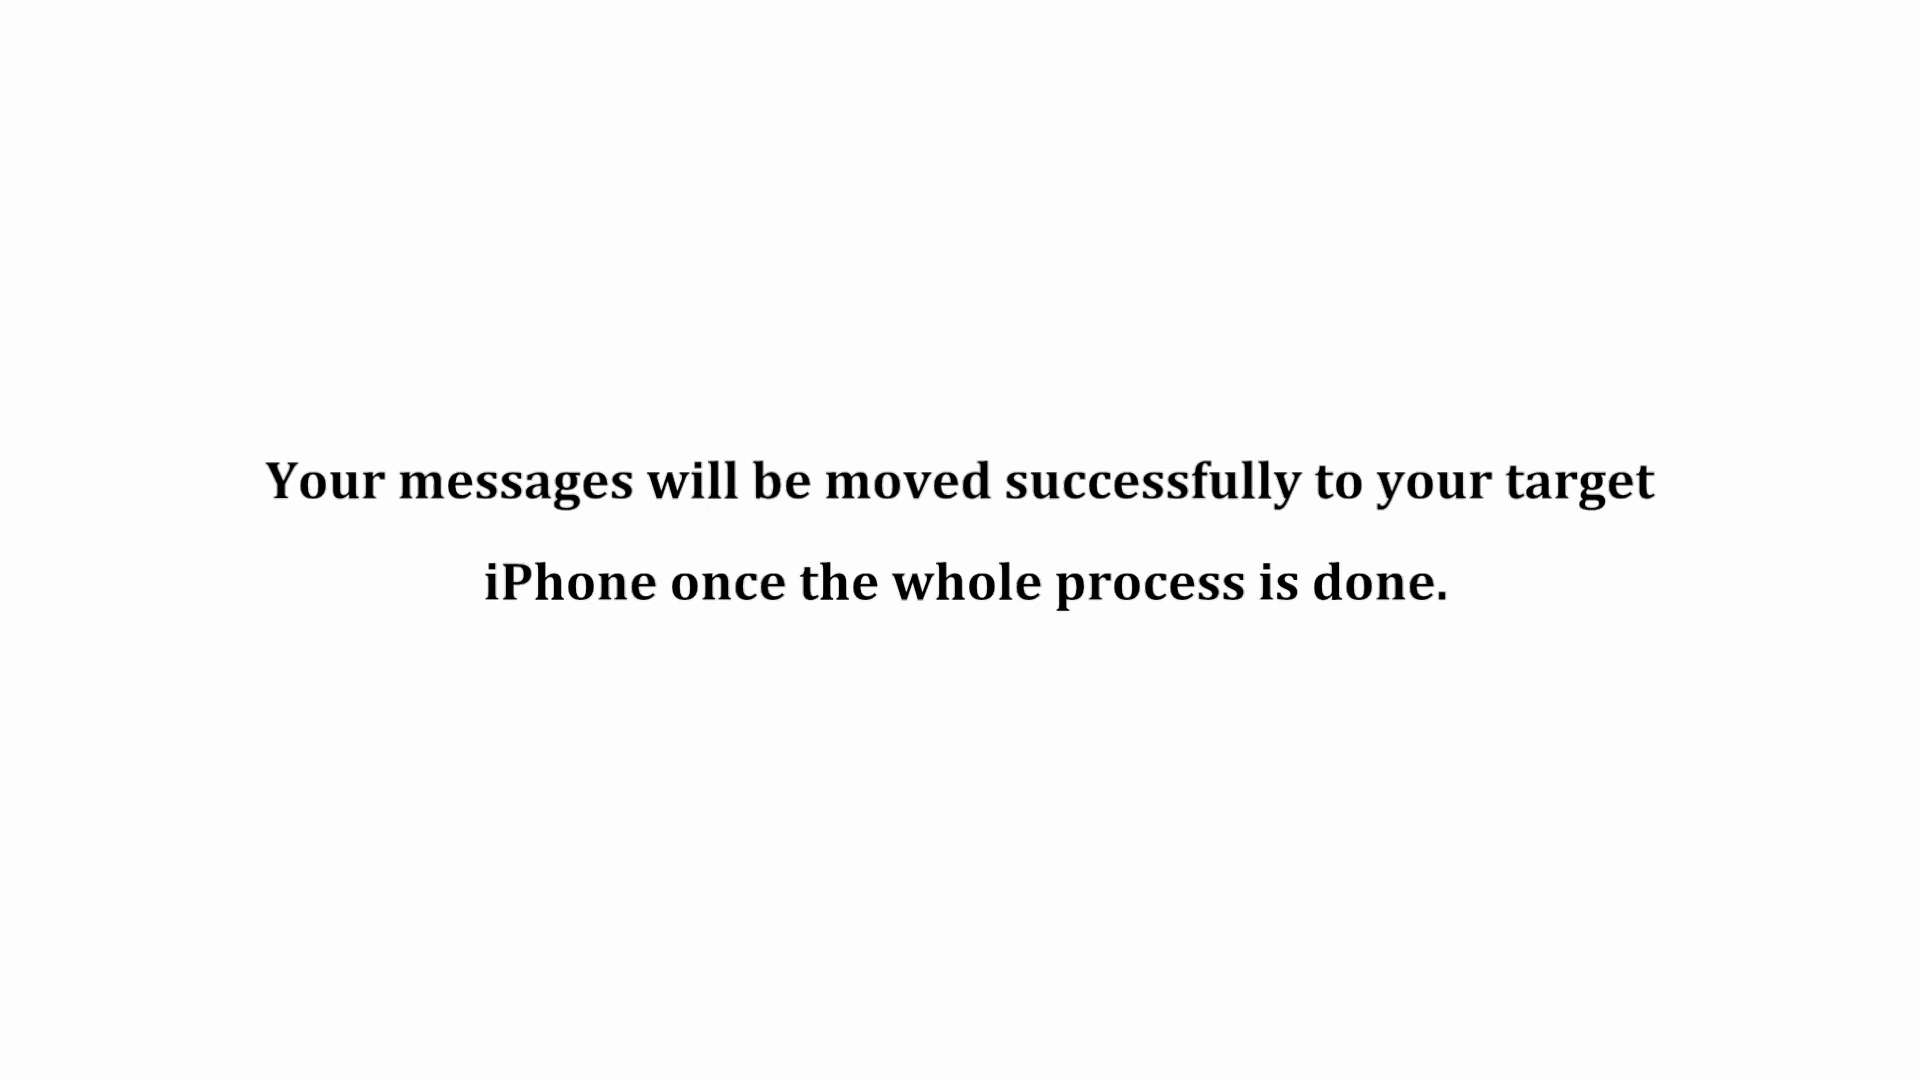 Your messages will be moved successfully to your target
iPhone once the whole process is done.